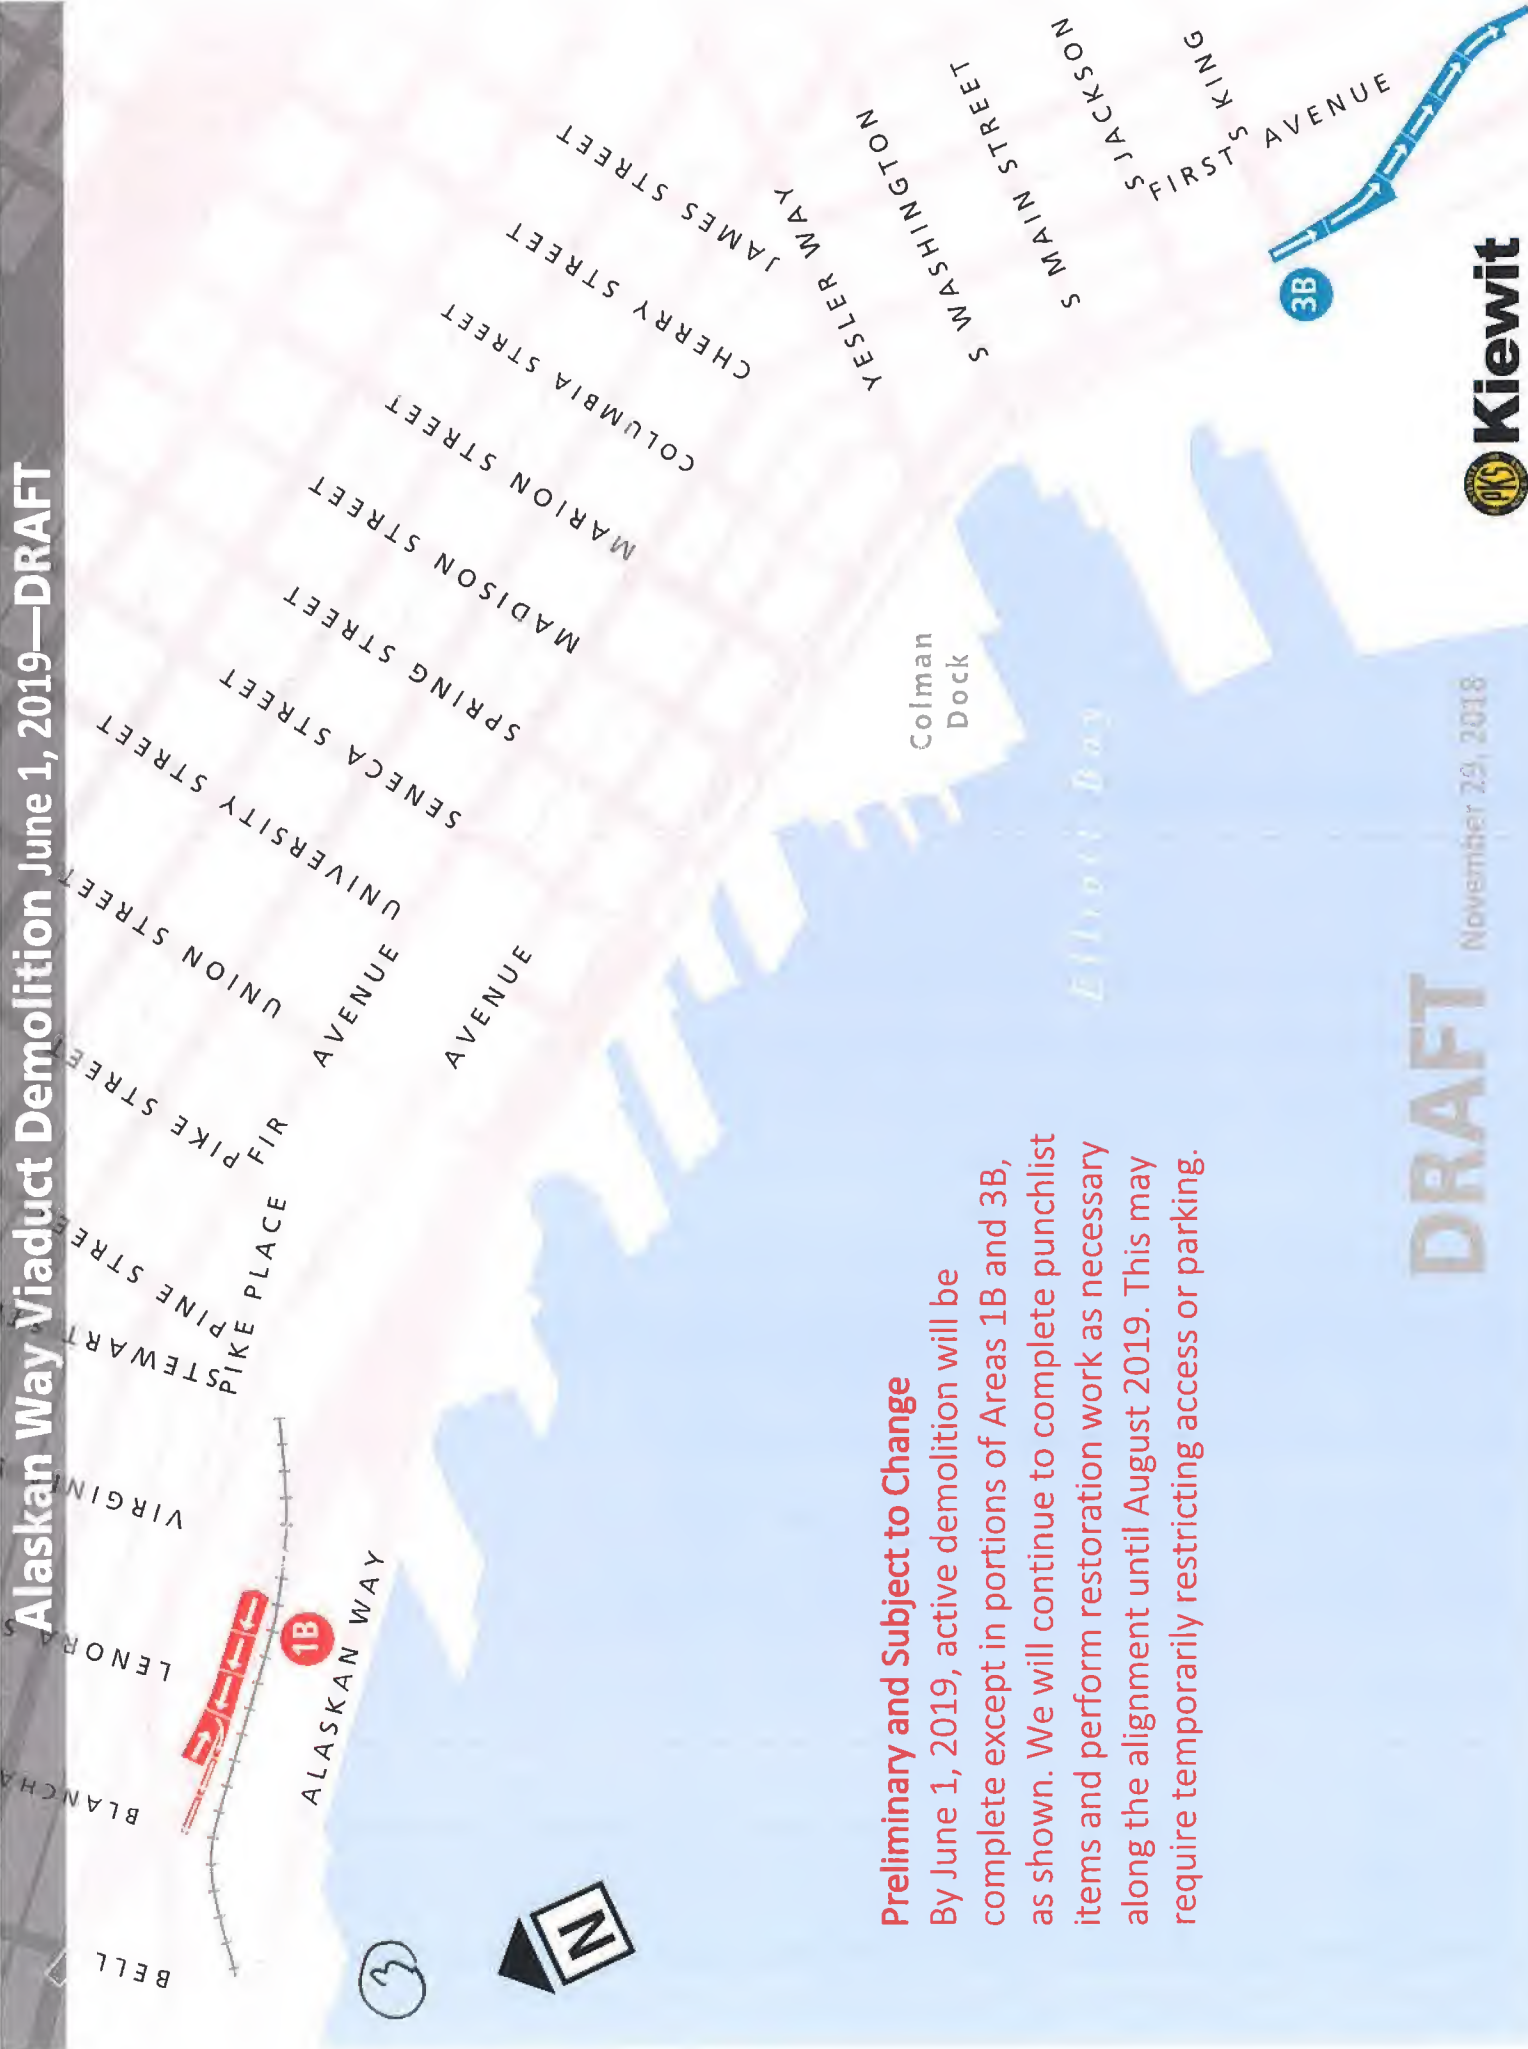 Alaskan Way Viaduct Demolition June 1, 2019—DRAFT
BELL
BLANCHA
LENORA S
VIRGINI
STEWART
PINE STREE
PIKE STREET
UNION STREET
UNIVERSITY STREET
SENECA STREET
SPRING STREET
MADISON STREET
MARION STREET
COLUMBIA STREET
CHERRY STREET
JAMES STREET
YESLER WAY
S WASHINGTON
S MAIN STREET
S JACKSON
S KING
FIRST AVENUE
PIKE PLACE
FIR
AVENUE
AVENUE
1B
ALASKAN WAY
3B
3
N
Colman
Dock
Elliott Bay
Preliminary and Subject to Change
By June 1, 2019, active demolition will be
complete except in portions of Areas 1B and 3B,
as shown. We will continue to complete punchlist
items and perform restoration work as necessary
along the alignment until August 2019. This may
require temporarily restricting access or parking.
DRAFT November 29, 2018
PKS
Kiewit